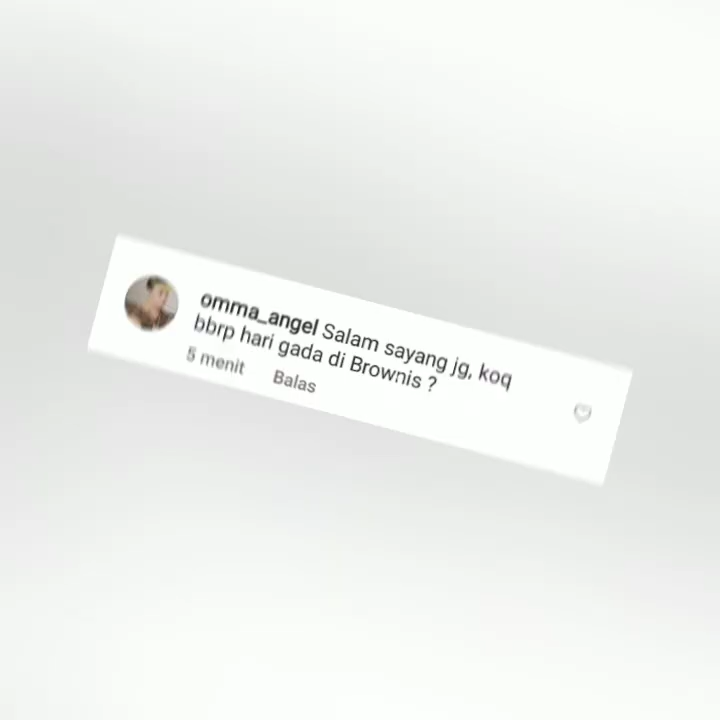 omma_angel Salam sayang jg, koq
bbrp hari gada di Brownis ?
5 menit Balas